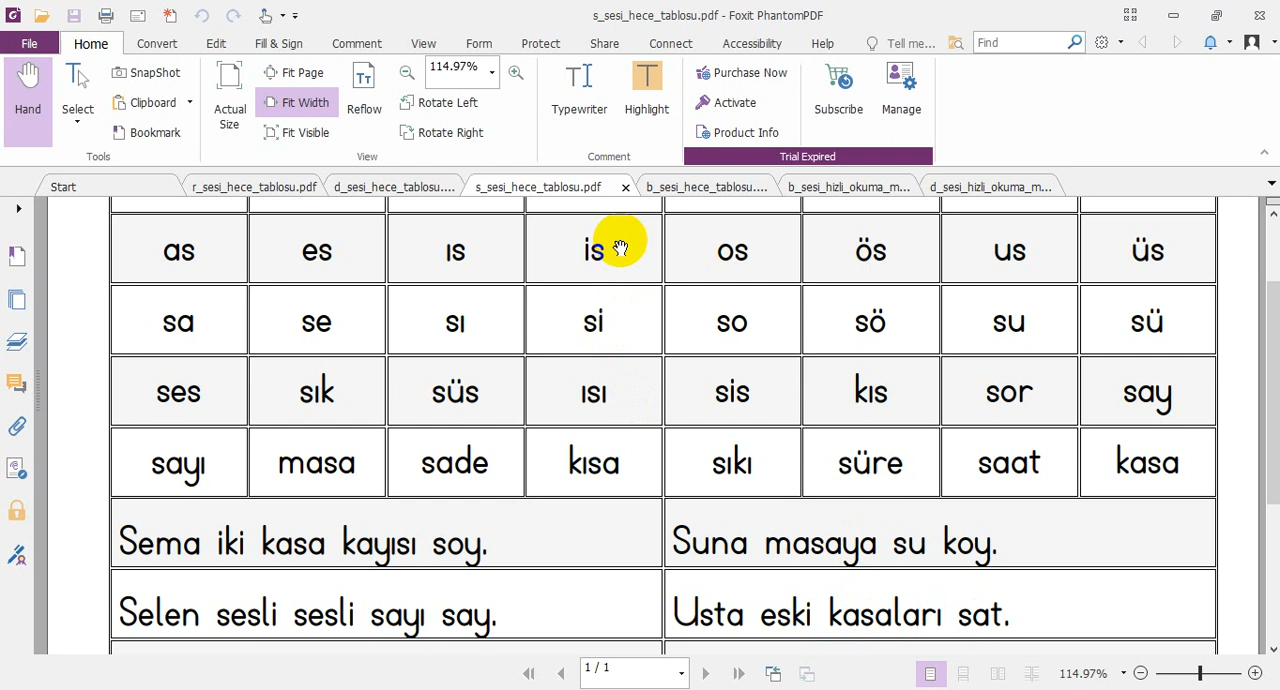 s_sesi_hece_tablosu.pdf - Foxit PhantomPDF
File Home Convert Edit Fill & Sign Comment View Form Protect Share Connect Accessibility Help Tell me... Find
Hand Select SnapShot Clipboard Bookmark Actual Size Fit Page Fit Width Fit Visible Reflow 114.97% Rotate Left Rotate Right Typewriter Highlight Purchase Now Activate Product Info Subscribe Manage
Tools View Comment Trial Expired
Start r_sesi_hece_tablosu.pdf d_sesi_hece_tablosu.... s_sesi_hece_tablosu.pdf b_sesi_hece_tablosu.... b_sesi_hizli_okuma_m... d_sesi_hizli_okuma_m...
as es ıs is os ös us üs
sa se sı si so sö su sü
ses sık süs ısı sis kıs sor say
sayı masa sade kısa sıkı süre saat kasa
Sema iki kasa kayısı soy. Suna masaya su koy.
Selen sesli sesli sayı say. Usta eski kasaları sat.
1 / 1 114.97%